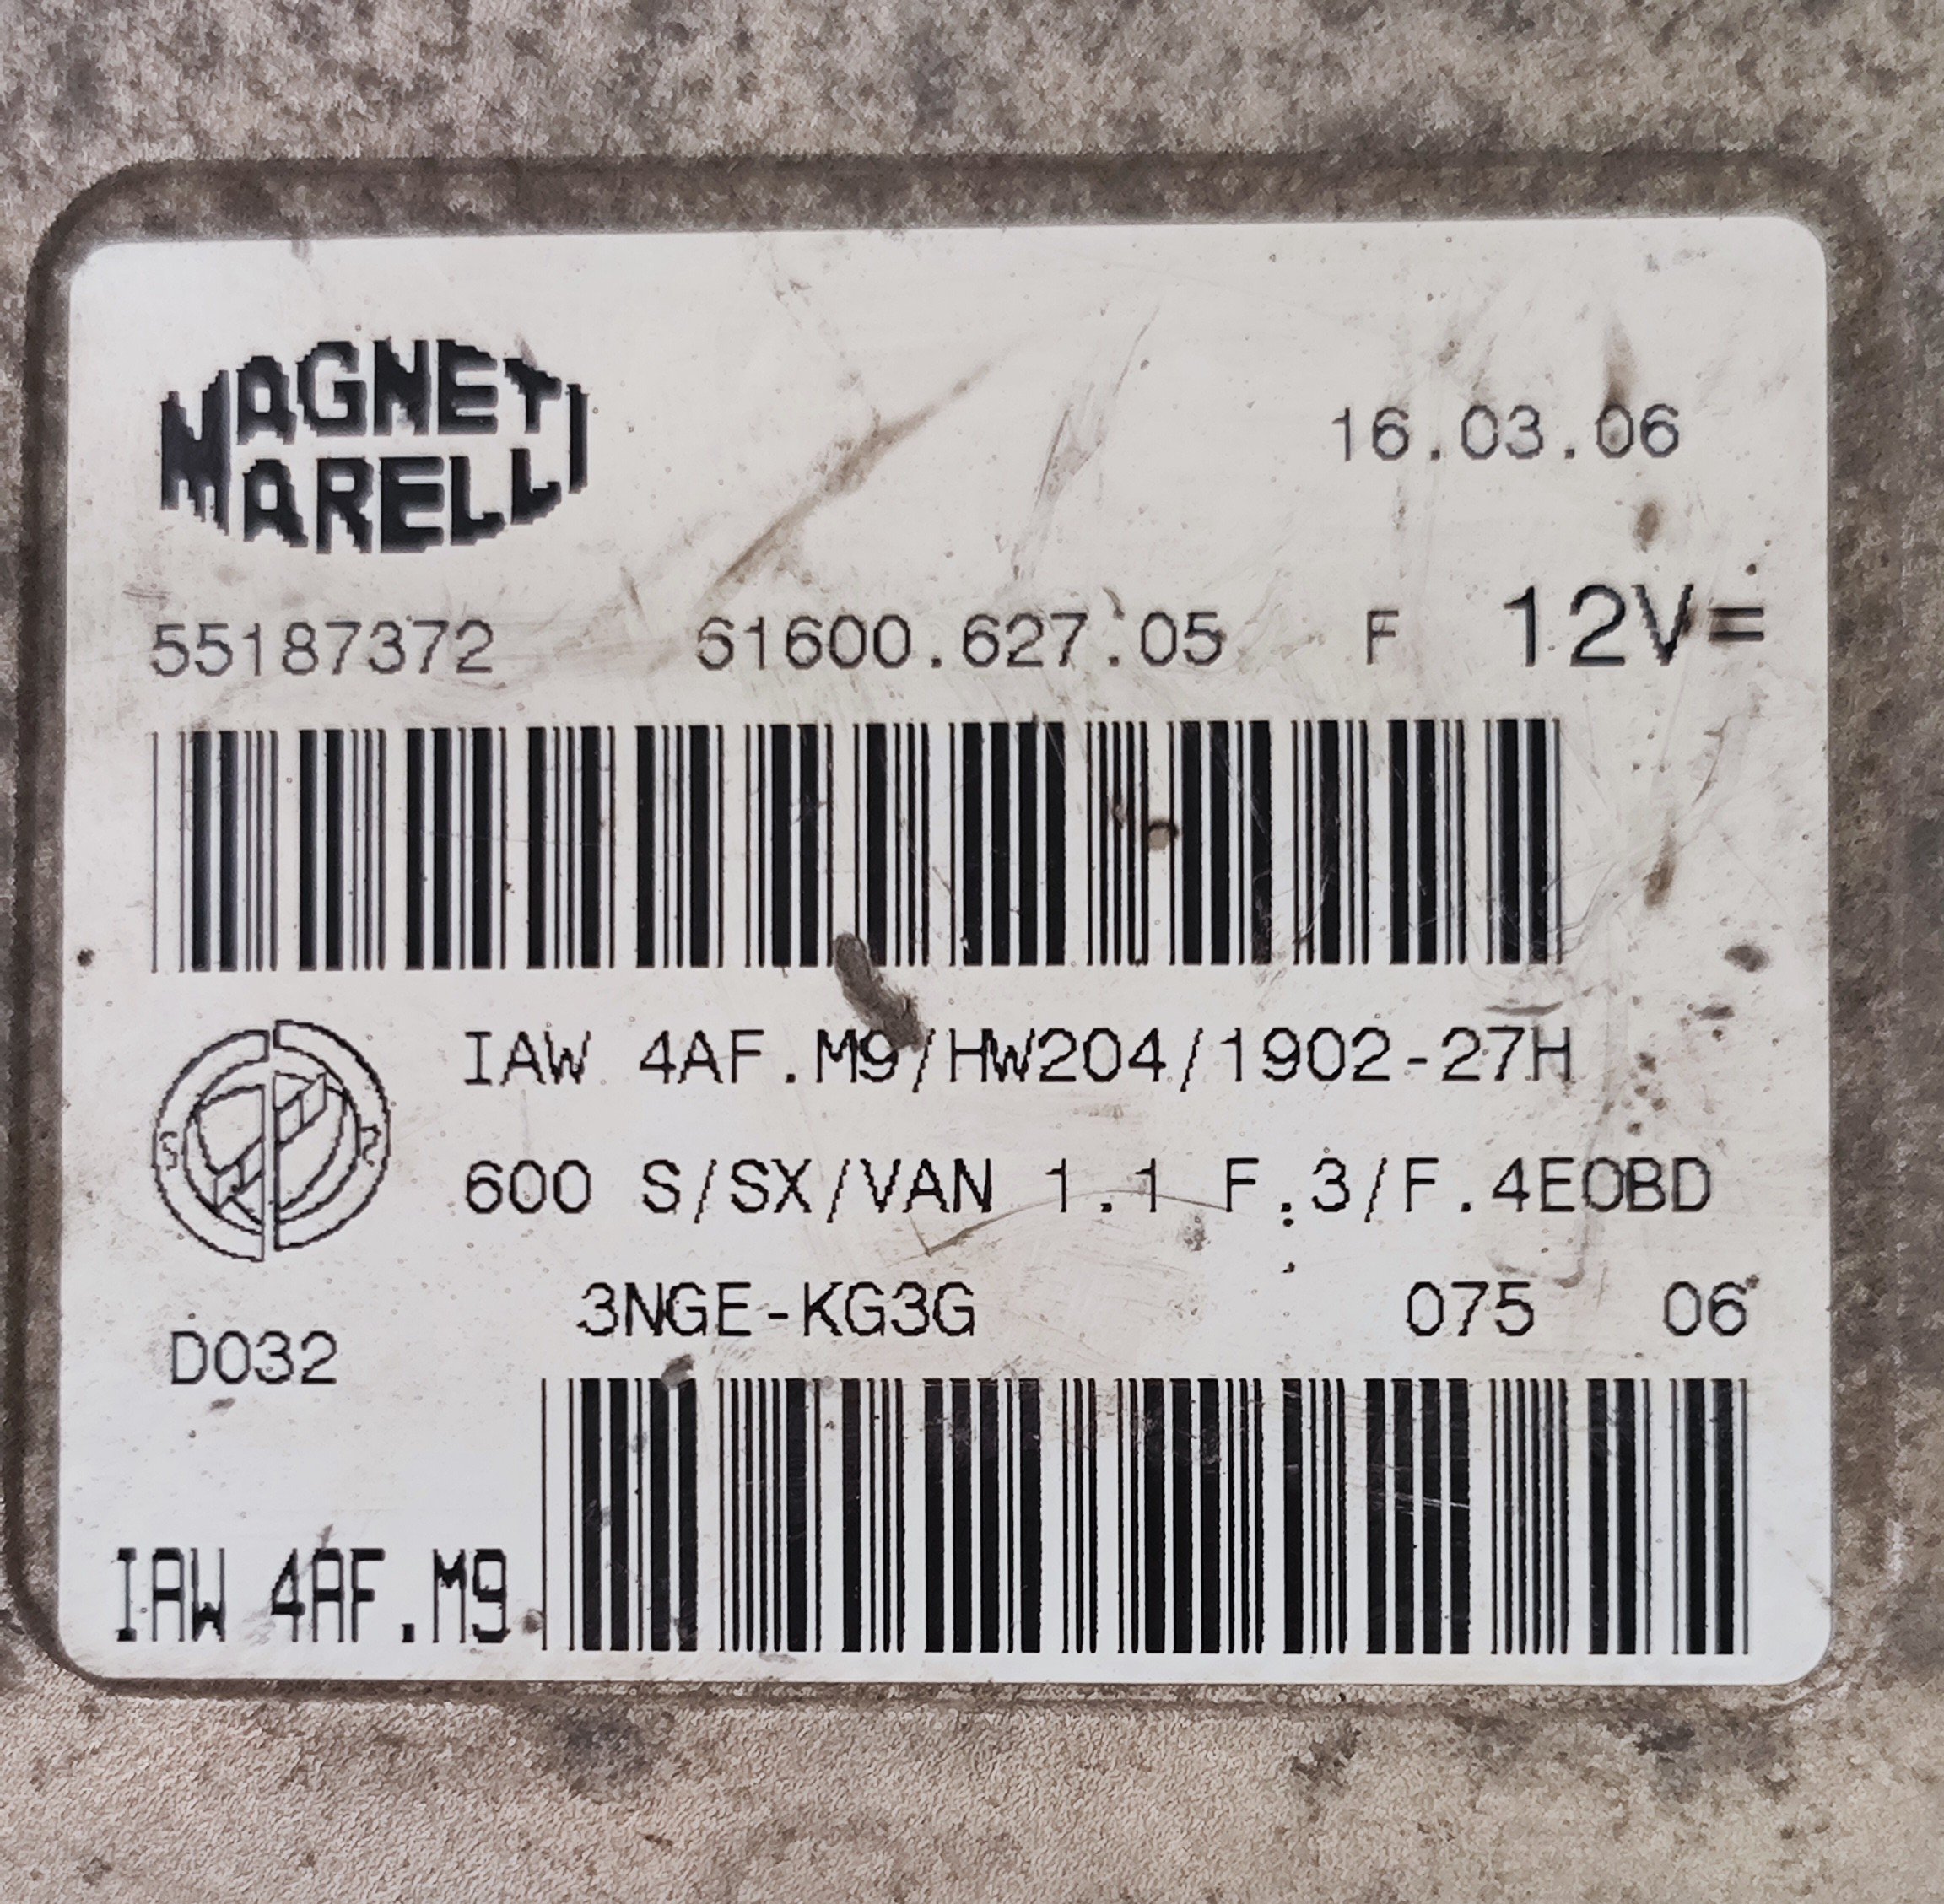 MAGNETI
MARELLI
16.03.06
55187372 61600.627.05 F 12V=
IAW 4AF.M9/HW204/1902-27H
S R
600 S/SX/VAN 1.1 F.3/F.4EOBD
3NGE-KG3G 075 06
D032
IAW 4AF.M9